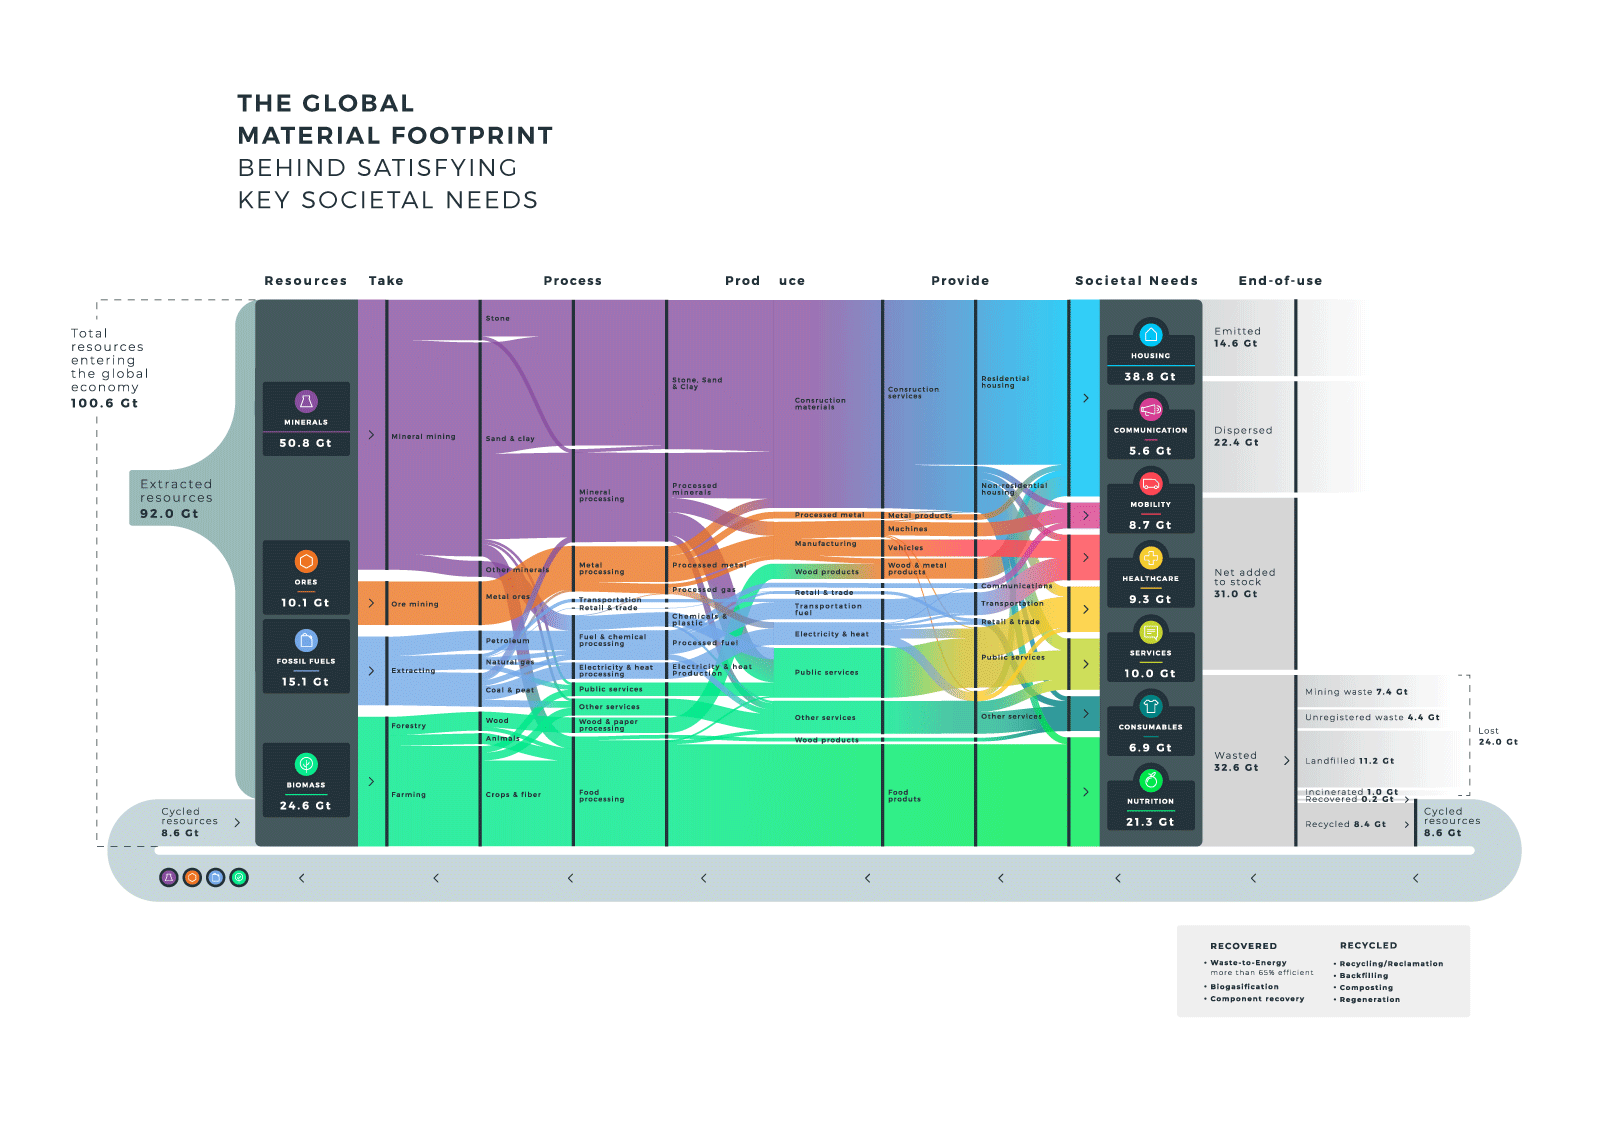 THE GLOBAL
MATERIAL FOOTPRINT
BEHIND SATISFYING
KEY SOCIETAL NEEDS
Resources
Take
Process
Prod uce
Provide
Societal Needs
End-of-use
Total
resources
entering
the global
economy
100.6 Gt
Extracted
resources
92.0 Gt
Cycled
resources
8.6 Gt
MINERALS
50.8 Gt
ORES
10.1 Gt
FOSSIL FUELS
15.1 Gt
BIOMASS
24.6 Gt
Mineral mining
Ore mining
Extracting
Forestry
Farming
Stone
Sand & clay
Other minerals
Metal ores
Petroleum
Natural gas
Coal & peat
Wood
Animals
Crops & fiber
Mineral
processing
Metal
processing
Transportation
Retail & trade
Fuel & chemical
processing
Electricity & heat
processing
Public services
Other services
Wood & paper
processing
Food
processing
Stone, Sand
& Clay
Processed
minerals
Processed metal
Processed gas
Chemicals &
plastic
Processed fuel
Electricity & heat
Production
Consruction
materials
Processed metal
Manufacturing
Wood products
Retail & trade
Transportation
fuel
Electricity & heat
Public services
Other services
Wood products
Consruction
services
Metal products
Machines
Vehicles
Wood & metal
products
Food
produts
Residential
housing
Non-residential
housing
Communications
Transportation
Retail & trade
Public services
Other services
HOUSING
38.8 Gt
COMMUNICATION
5.6 Gt
MOBILITY
8.7 Gt
HEALTHCARE
9.3 Gt
SERVICES
10.0 Gt
CONSUMABLES
6.9 Gt
NUTRITION
21.3 Gt
Emitted
14.6 Gt
Dispersed
22.4 Gt
Net added
to stock
31.0 Gt
Wasted
32.6 Gt
Mining waste 7.4 Gt
Unregistered waste 4.4 Gt
Landfilled 11.2 Gt
Incinerated 1.0 Gt
Recovered 0.2 Gt
Recycled 8.4 Gt
Lost
24.0 Gt
Cycled
resources
8.6 Gt
RECOVERED
• Waste-to-Energy
more than 65% efficient
• Biogasification
• Component recovery
RECYCLED
• Recycling/Reclamation
• Backfilling
• Composting
• Regeneration